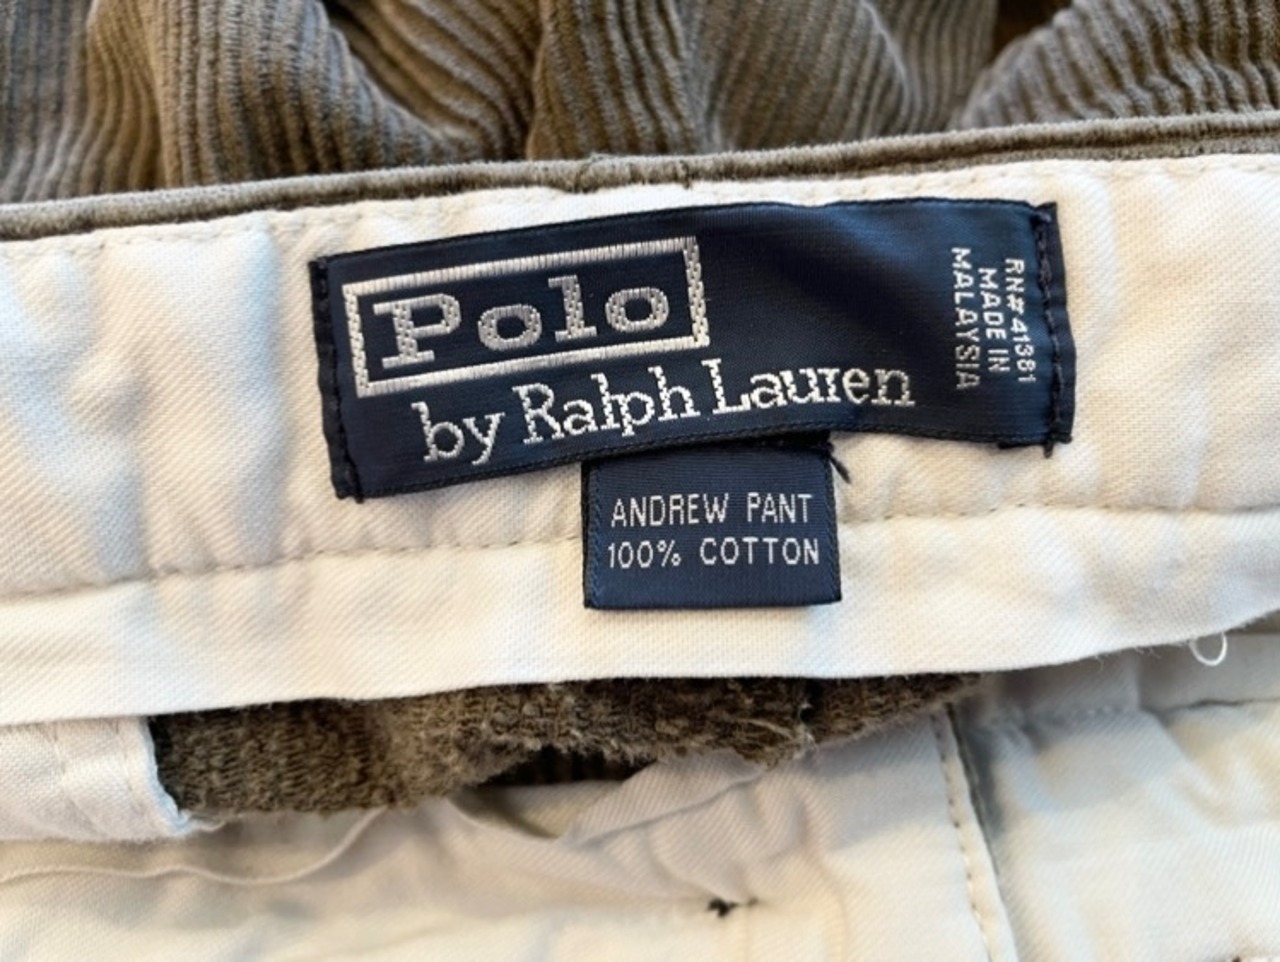 Polo
by Ralph Lauren
RN#41381
MADE IN
MALAYSIA
ANDREW PANT
100% COTTON